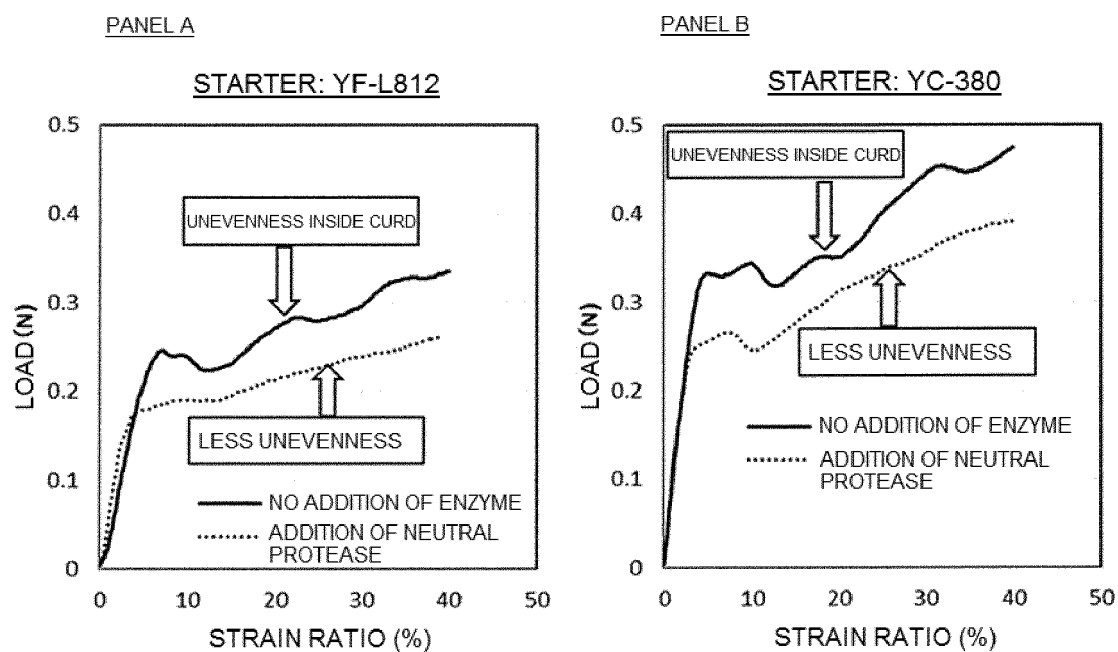 PANEL A
STARTER: YF-L812
0.5
0.4
0.3
0.2
0.1
0
LOAD(N)
UNEVENNESS INSIDE CURD
LESS UNEVENNESS
NO ADDITION OF ENZYME
ADDITION OF NEUTRAL
PROTEASE
0 10 20 30 40 50
STRAIN RATIO (%)
PANEL B
STARTER: YC-380
0.5
0.4
0.3
0.2
0.1
0
LOAD(N)
UNEVENNESS INSIDE CURD
LESS UNEVENNESS
NO ADDITION OF ENZYME
ADDITION OF NEUTRAL
PROTEASE
0 10 20 30 40 50
STRAIN RATIO (%)